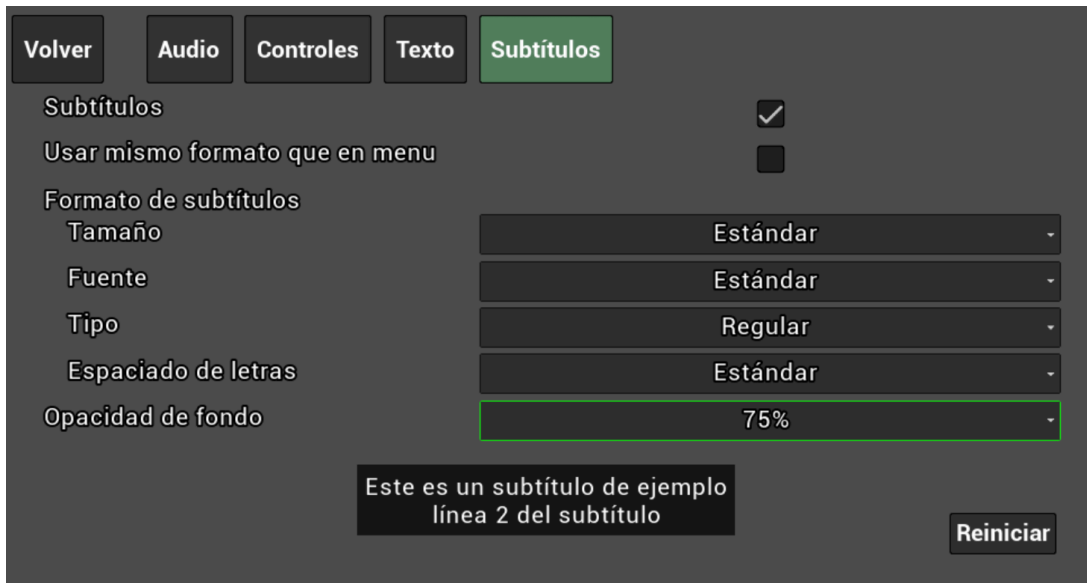 Volver Audio Controles Texto Subtítulos
Subtítulos
Usar mismo formato que en menu
Formato de subtítulos
Tamaño Estándar
Fuente Estándar
Tipo Regular
Espaciado de letras Estándar
Opacidad de fondo 75%
Este es un subtítulo de ejemplo
línea 2 del subtítulo
Reiniciar